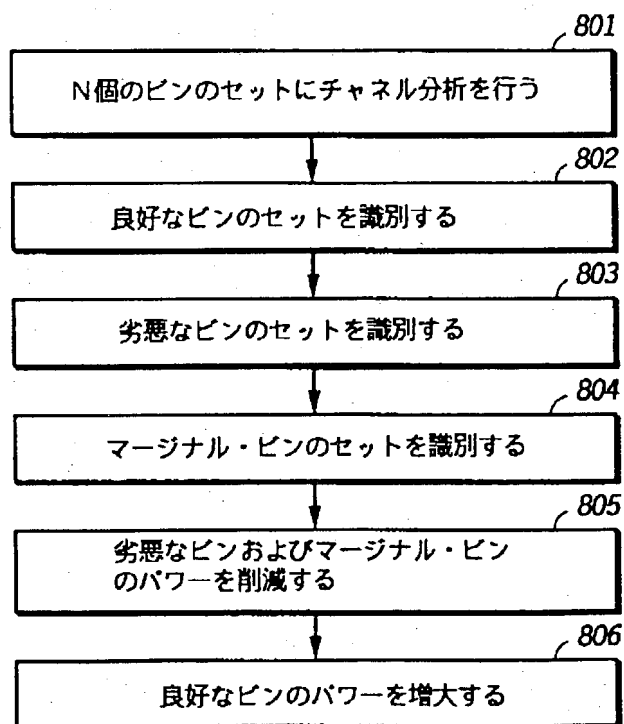 801
N個のビンのセットにチャネル分析を行う
802
良好なビンのセットを識別する
803
劣悪なビンのセットを識別する
804
マージナル・ビンのセットを識別する
805
劣悪なビンおよびマージナル・ビン
のパワーを削減する
806
良好なビンのパワーを増大する